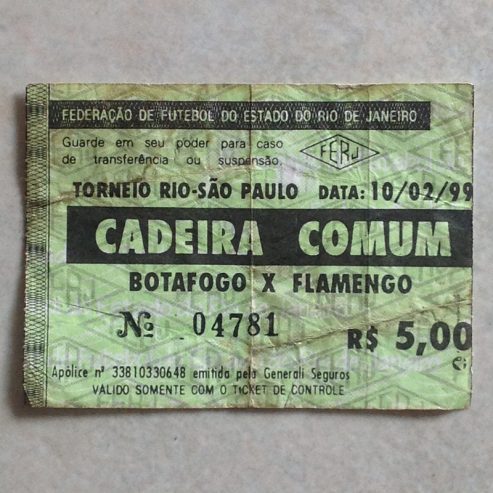 FEDERAÇÃO DE FUTEBOL DO ESTADO DO RIO DE JANEIRO
Guarde em seu poder para caso
de transferência ou suspensão.
FERJ
TORNEIO RIO-SÃO PAULO DATA: 10/02/99
CADEIRA COMUM
BOTAFOGO X FLAMENGO
Nº 04781
R$ 5,00
Apólice nº 33810330648 emitida pela Generali Seguros
VÁLIDO SOMENTE COM O TICKET DE CONTROLE